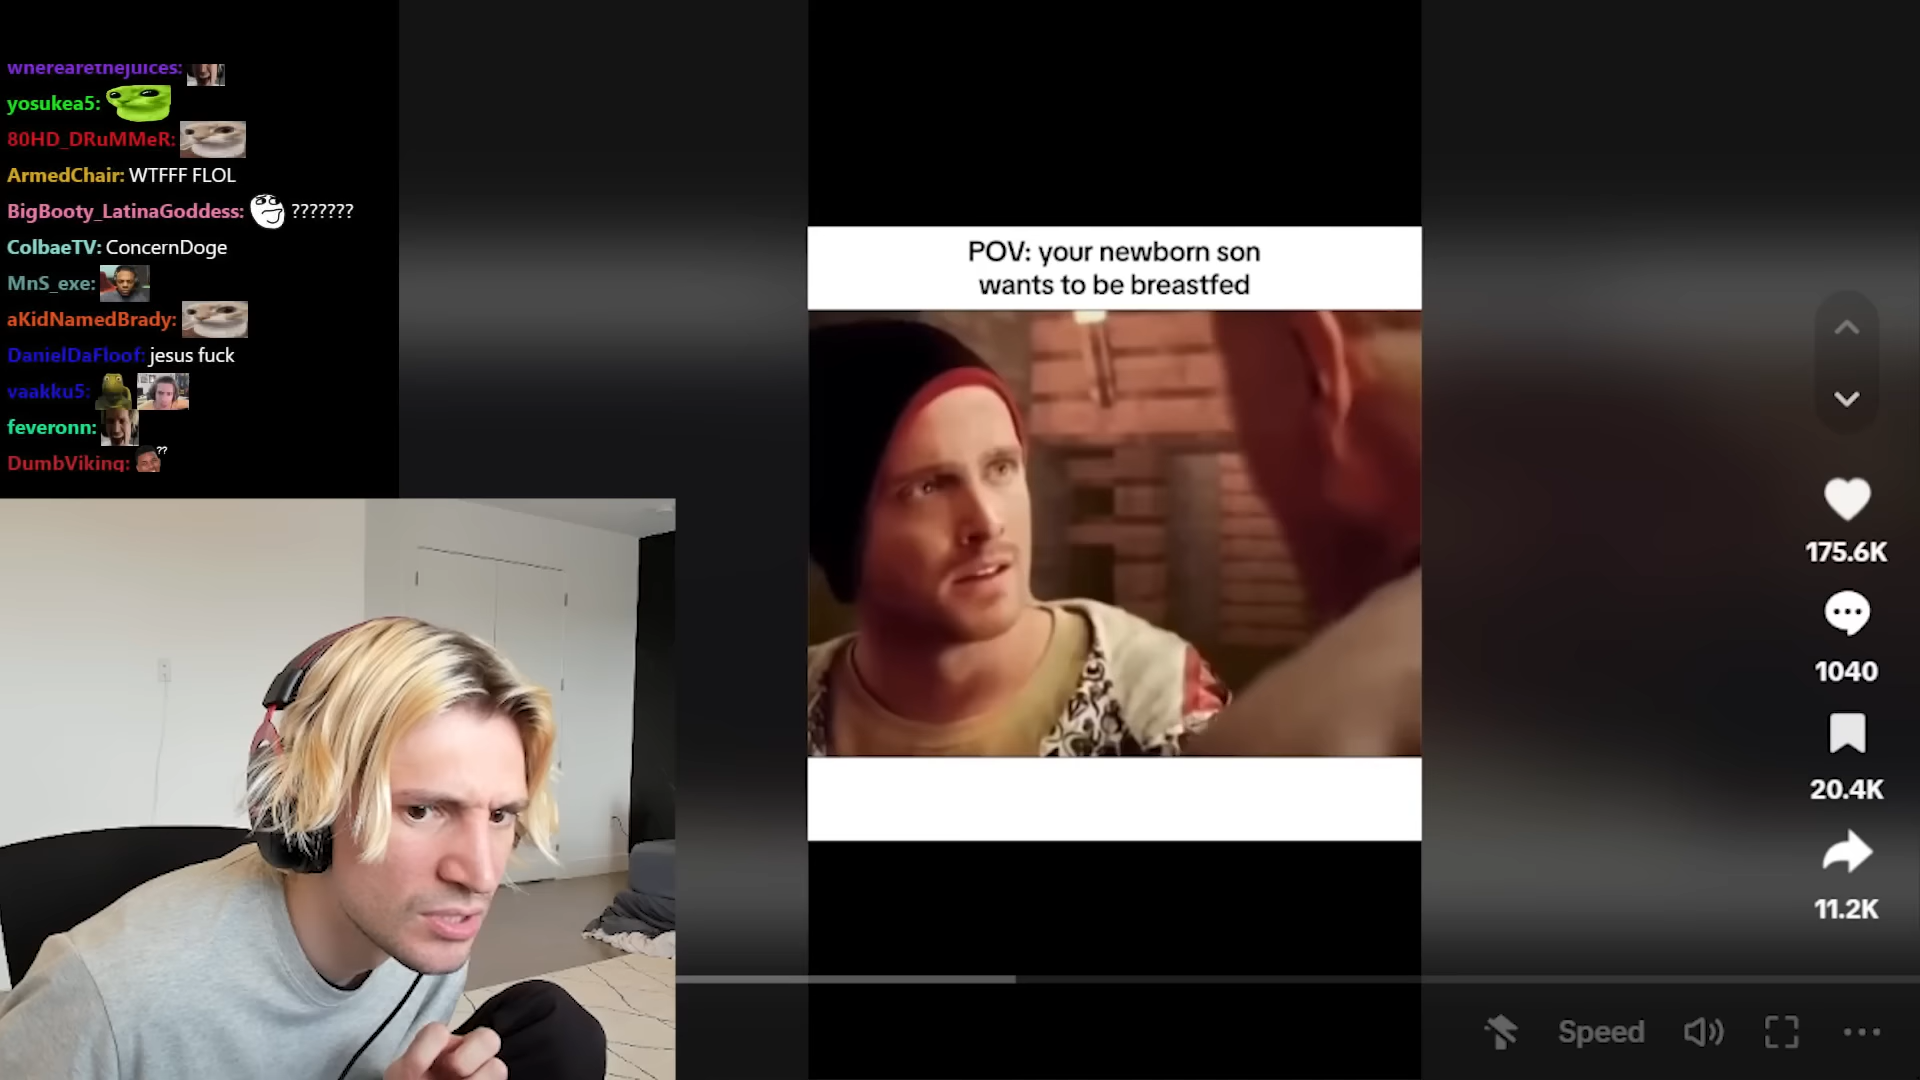 wherearethejuices:
yosukea5:
80HD_DRuMMeR:
ArmedChair: WTFFF FLOL
BigBooty_LatinaGoddess: ???????
ColbaeTV: ConcernDoge
MnS_exe:
aKidNamedBrady:
DanielDaFloof: jesus fuck
vaakku5:
feveronn:
DumbViking: ??
POV: your newborn son
wants to be breastfed
175.6K
1040
20.4K
11.2K
Speed